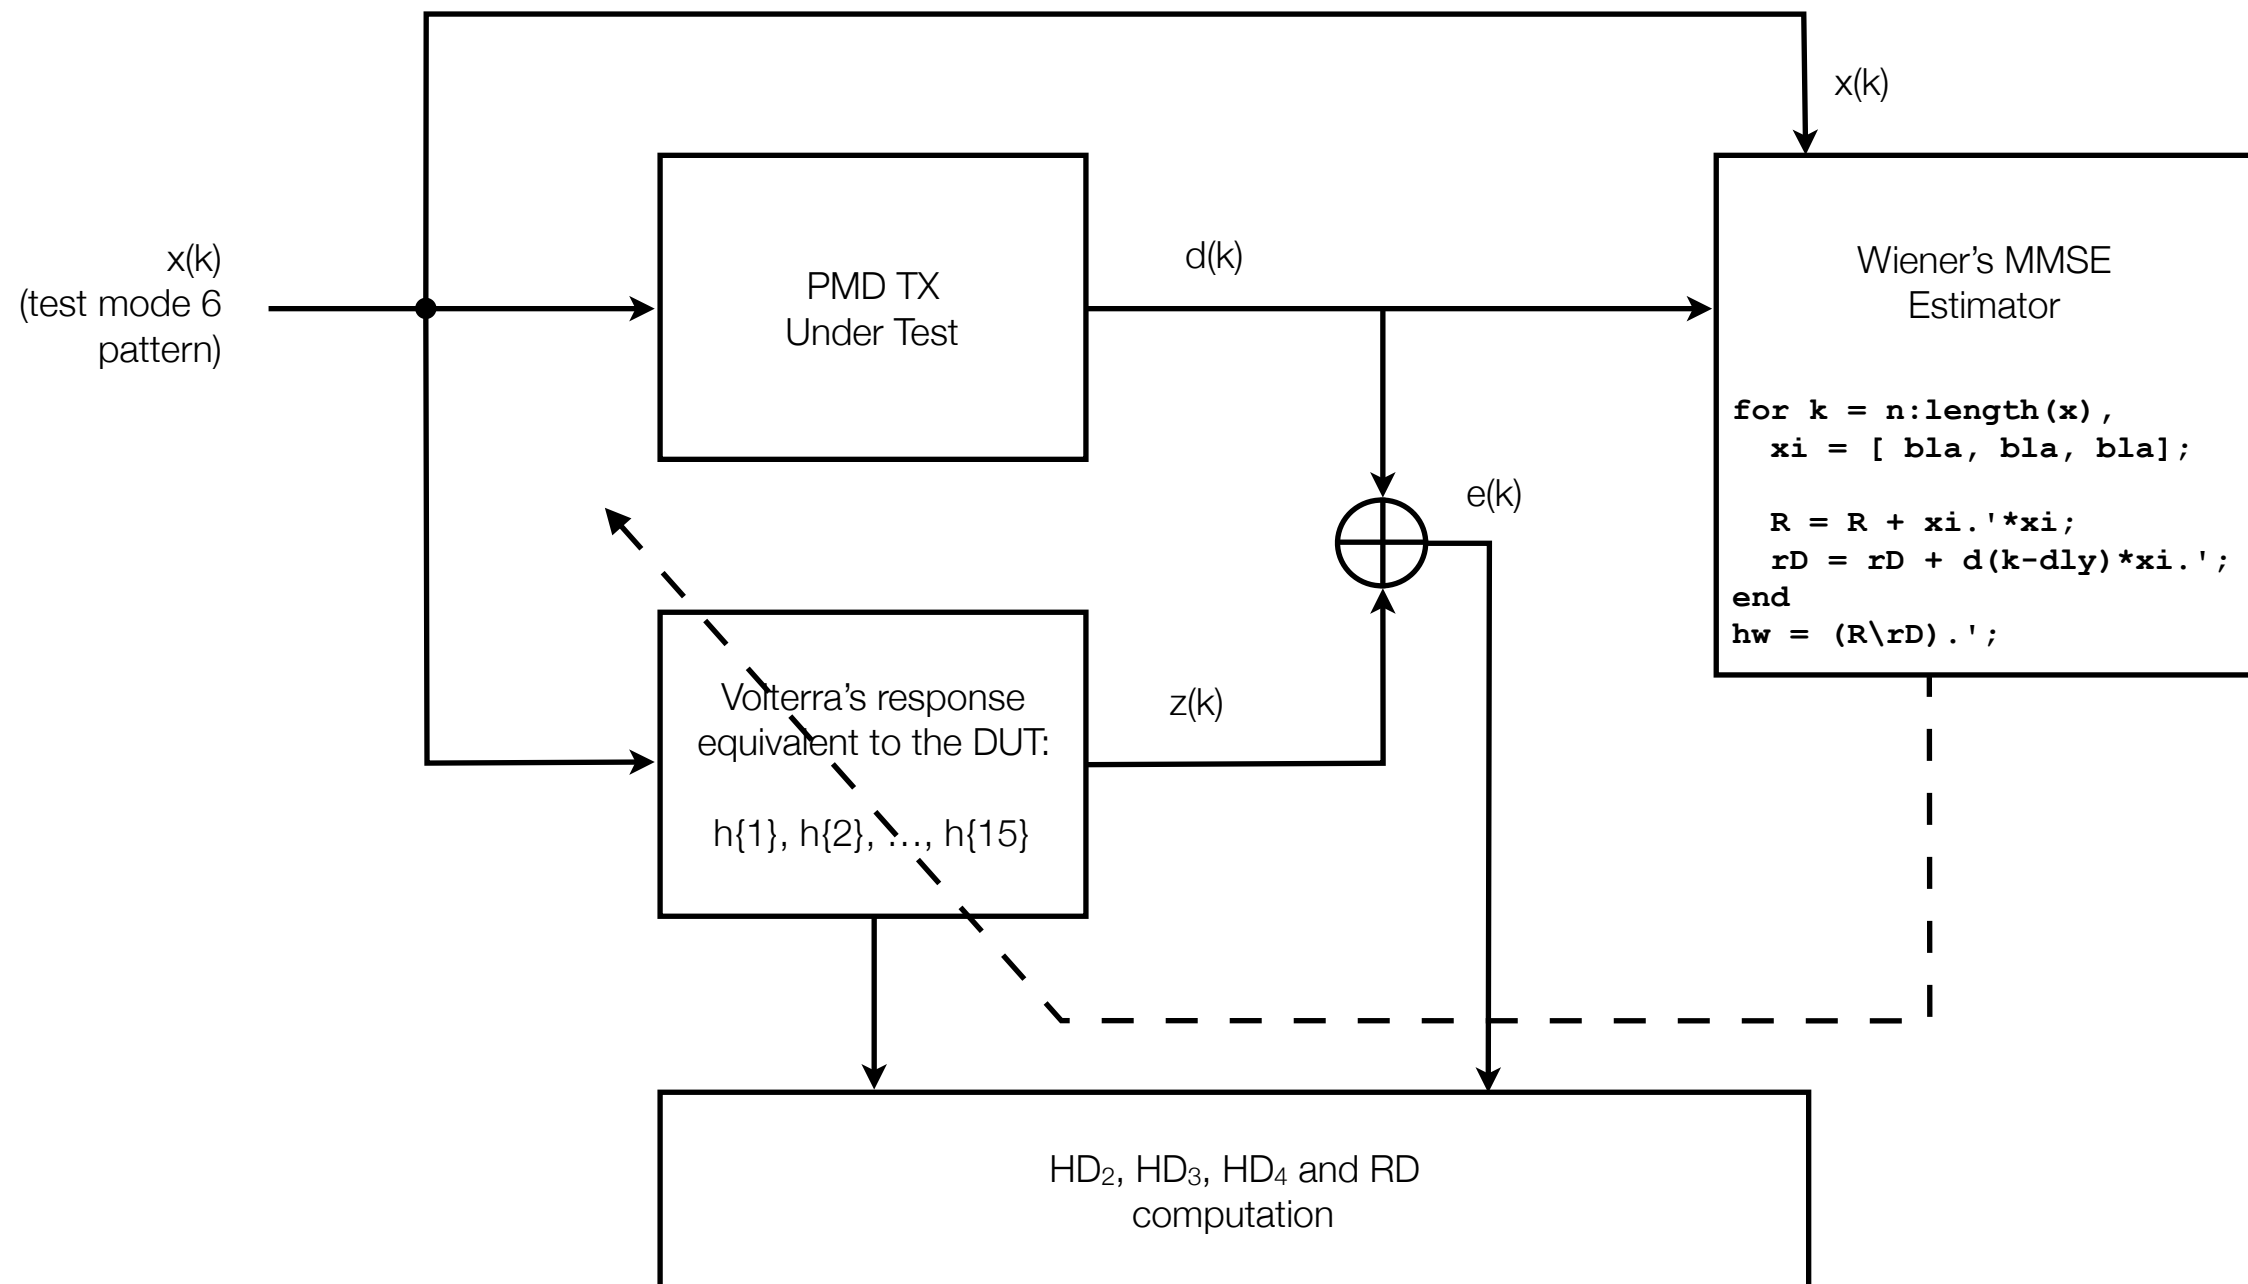 x(k)
x(k)
(test mode 6
pattern)
PMD TX
Under Test
d(k)
Wiener’s MMSE
Estimator
for k = n:length(x),
xi = [ bla, bla, bla];
R = R + xi.'*xi;
rD = rD + d(k-dly)*xi.';
end
hw = (R\rD).';
e(k)
Volterra’s response
equivalent to the DUT:
h{1}, h{2}, …, h{15}
z(k)
HD₂, HD₃, HD₄ and RD
computation